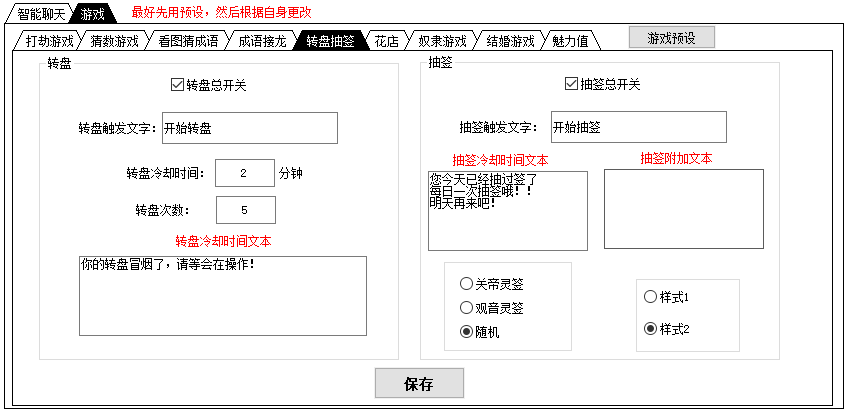 智能聊天 游戏 最好先用预设，然后根据自身更改
打劫游戏 猜数游戏 看图猜成语 成语接龙 转盘抽签 花店 奴隶游戏 结婚游戏 魅力值 游戏预设
转盘
转盘总开关
转盘触发文字： 开始转盘
转盘冷却时间： 2 分钟
转盘次数： 5
转盘冷却时间文本
你的转盘冒烟了，请等会在操作！
抽签
抽签总开关
抽签触发文字： 开始抽签
抽签冷却时间文本 抽签附加文本
您今天已经抽过签了
每日一次抽签哦！！
明天再来吧！
关帝灵签
观音灵签
随机
样式1
样式2
保存